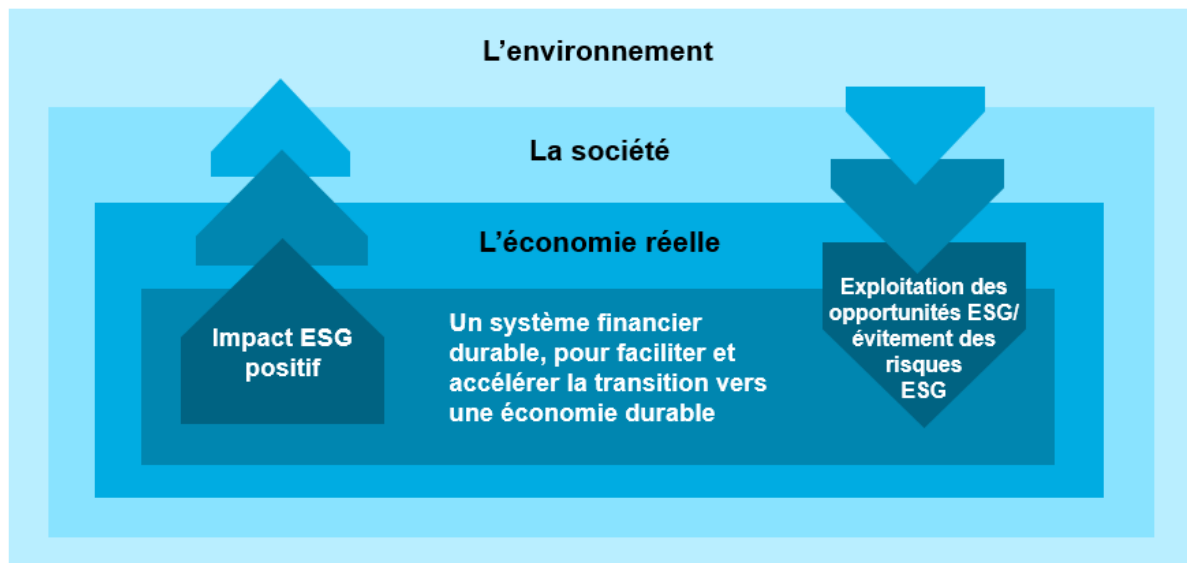 L’environnement
La société
L’économie réelle
Impact ESG
positif
Un système financier
durable, pour faciliter et
accélérer la transition vers
une économie durable
Exploitation des
opportunités ESG/
évitement des
risques
ESG